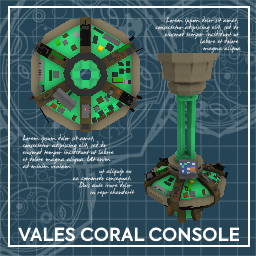 Lorem ipsum dolor sit amet,
consectetur adipiscing elit, sed do
eiusmod tempor incididunt ut
labore et dolore
magna aliqua
Lorem ipsum dolor sit amet,
consectetur adipiscing elit, sed do
eiusmod tempor incididunt ut labore
et dolore magna aliqua. Ut enim
ad minim veniam
ut aliquip ex
ea commodo consequat.
Duis aute irure dolor
in reprehenderit
VALES CORAL CONSOLE